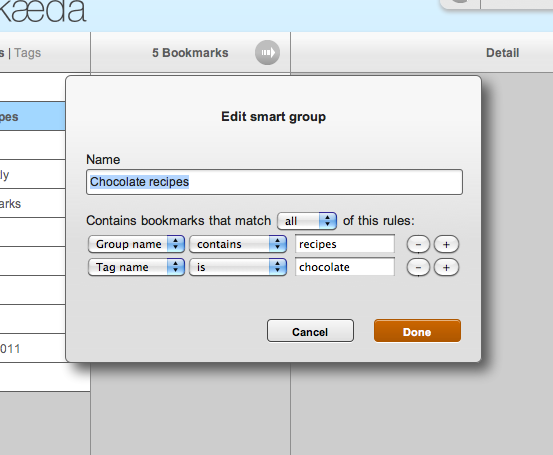 kæda
s | Tags
5 Bookmarks
Detail
pes
ly
arks
011
Edit smart group
Name
Chocolate recipes
Contains bookmarks that match all of this rules:
Group name contains recipes - +
Tag name is chocolate - +
Cancel Done